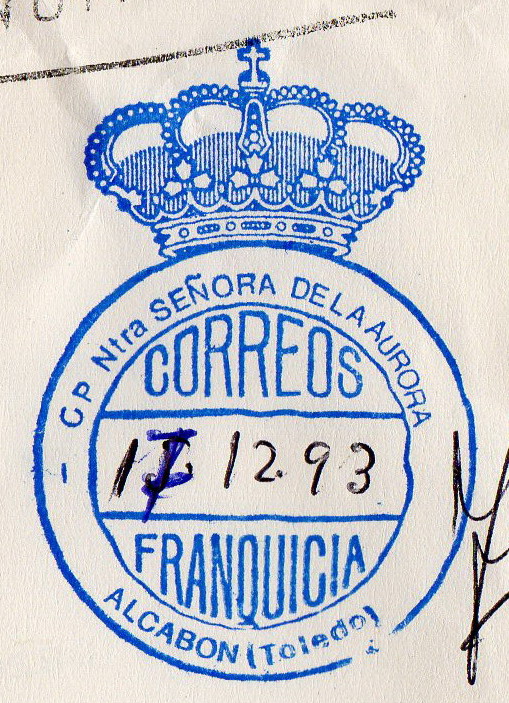 - CP Ntra SEÑORA DE LA AURORA
CORREOS
12.93
FRANQUICIA
ALCABON (Toledo)